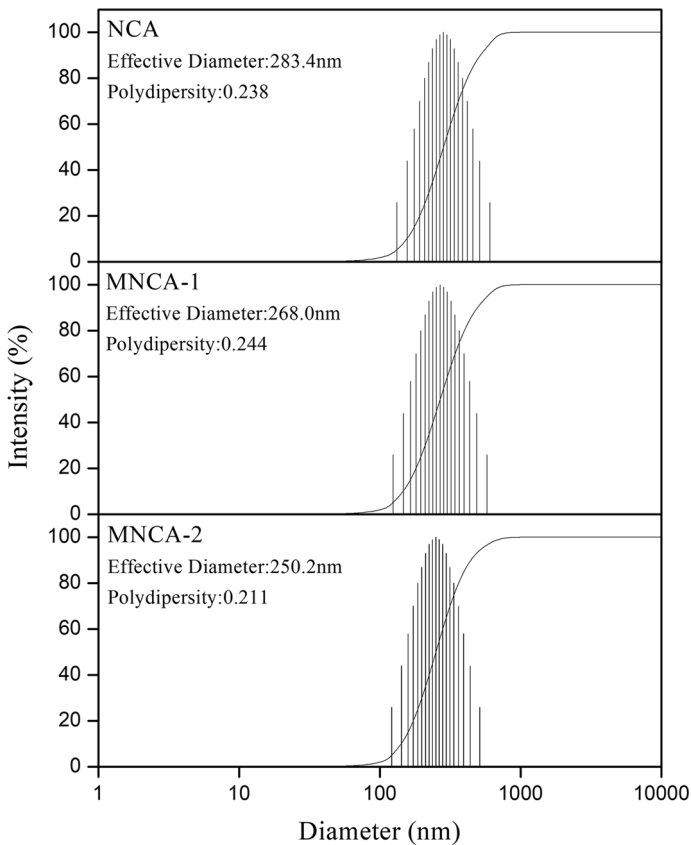 NCA
Effective Diameter:283.4nm
Polydipersity:0.238
100
80
60
40
20
0
MNCA-1
Effective Diameter:268.0nm
Polydipersity:0.244
100
80
60
40
20
0
MNCA-2
Effective Diameter:250.2nm
Polydipersity:0.211
100
80
60
40
20
0
Intensity (%)
1 10 100 1000 10000
Diameter (nm)